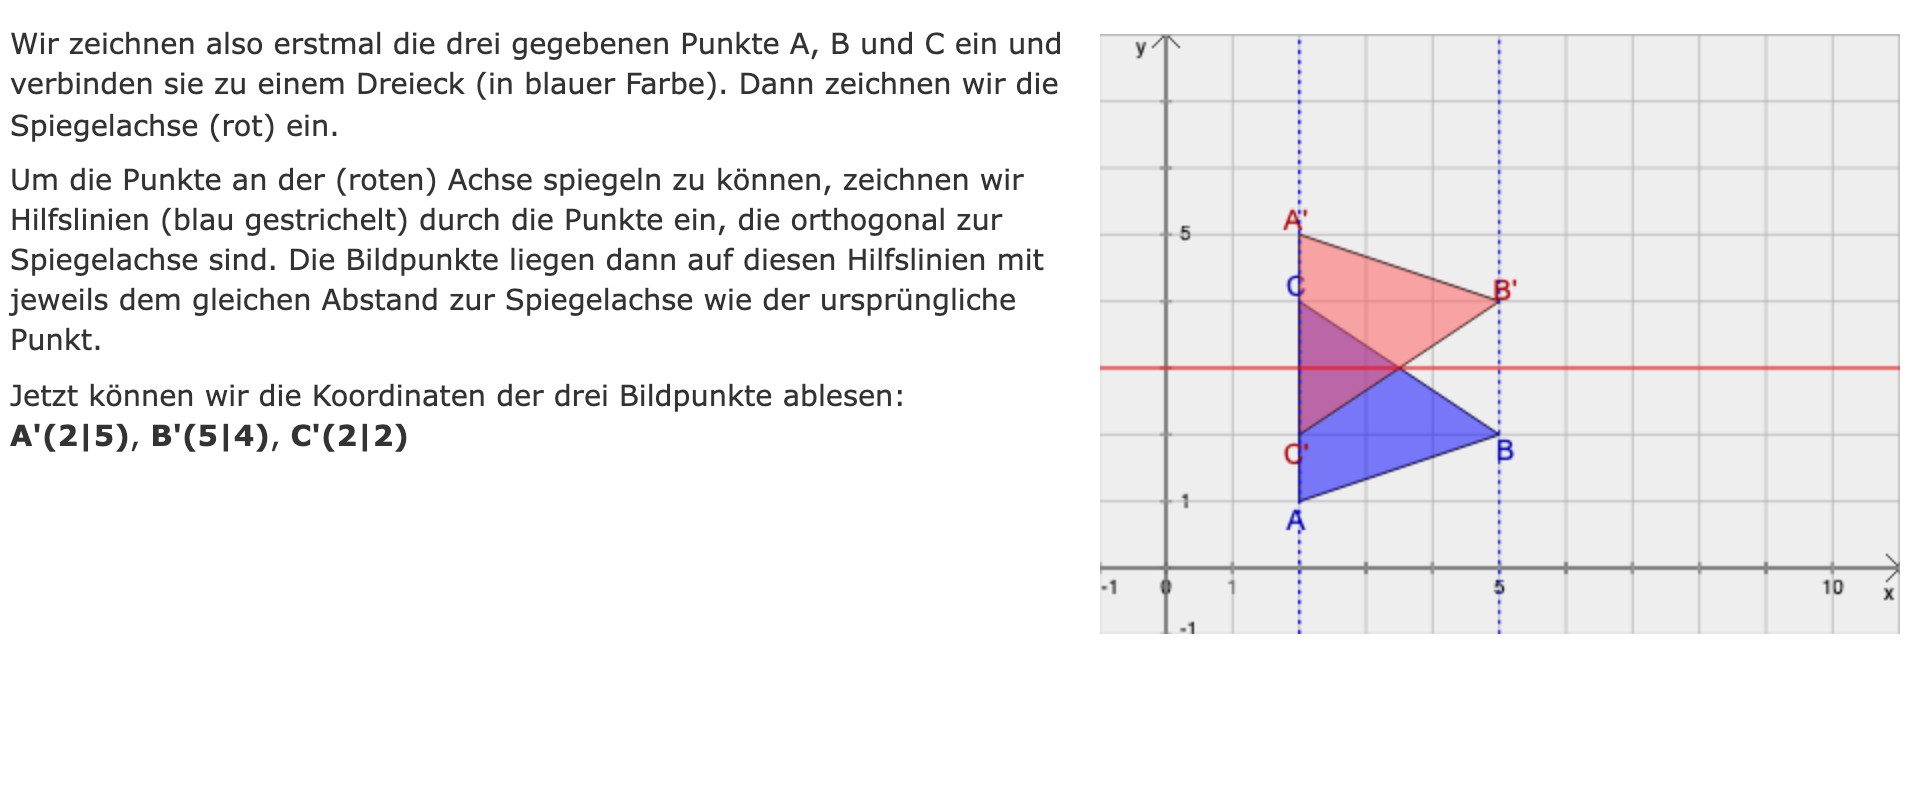 Wir zeichnen also erstmal die drei gegebenen Punkte A, B und C ein und
verbinden sie zu einem Dreieck (in blauer Farbe). Dann zeichnen wir die
Spiegelachse (rot) ein.
Um die Punkte an der (roten) Achse spiegeln zu können, zeichnen wir
Hilfslinien (blau gestrichelt) durch die Punkte ein, die orthogonal zur
Spiegelachse sind. Die Bildpunkte liegen dann auf diesen Hilfslinien mit
jeweils dem gleichen Abstand zur Spiegelachse wie der ursprüngliche
Punkt.
Jetzt können wir die Koordinaten der drei Bildpunkte ablesen:
A'(2|5), B'(5|4), C'(2|2)
y
A'
5
C
B'
C'
B
1
A
-1 0 1 5 10
x
-1